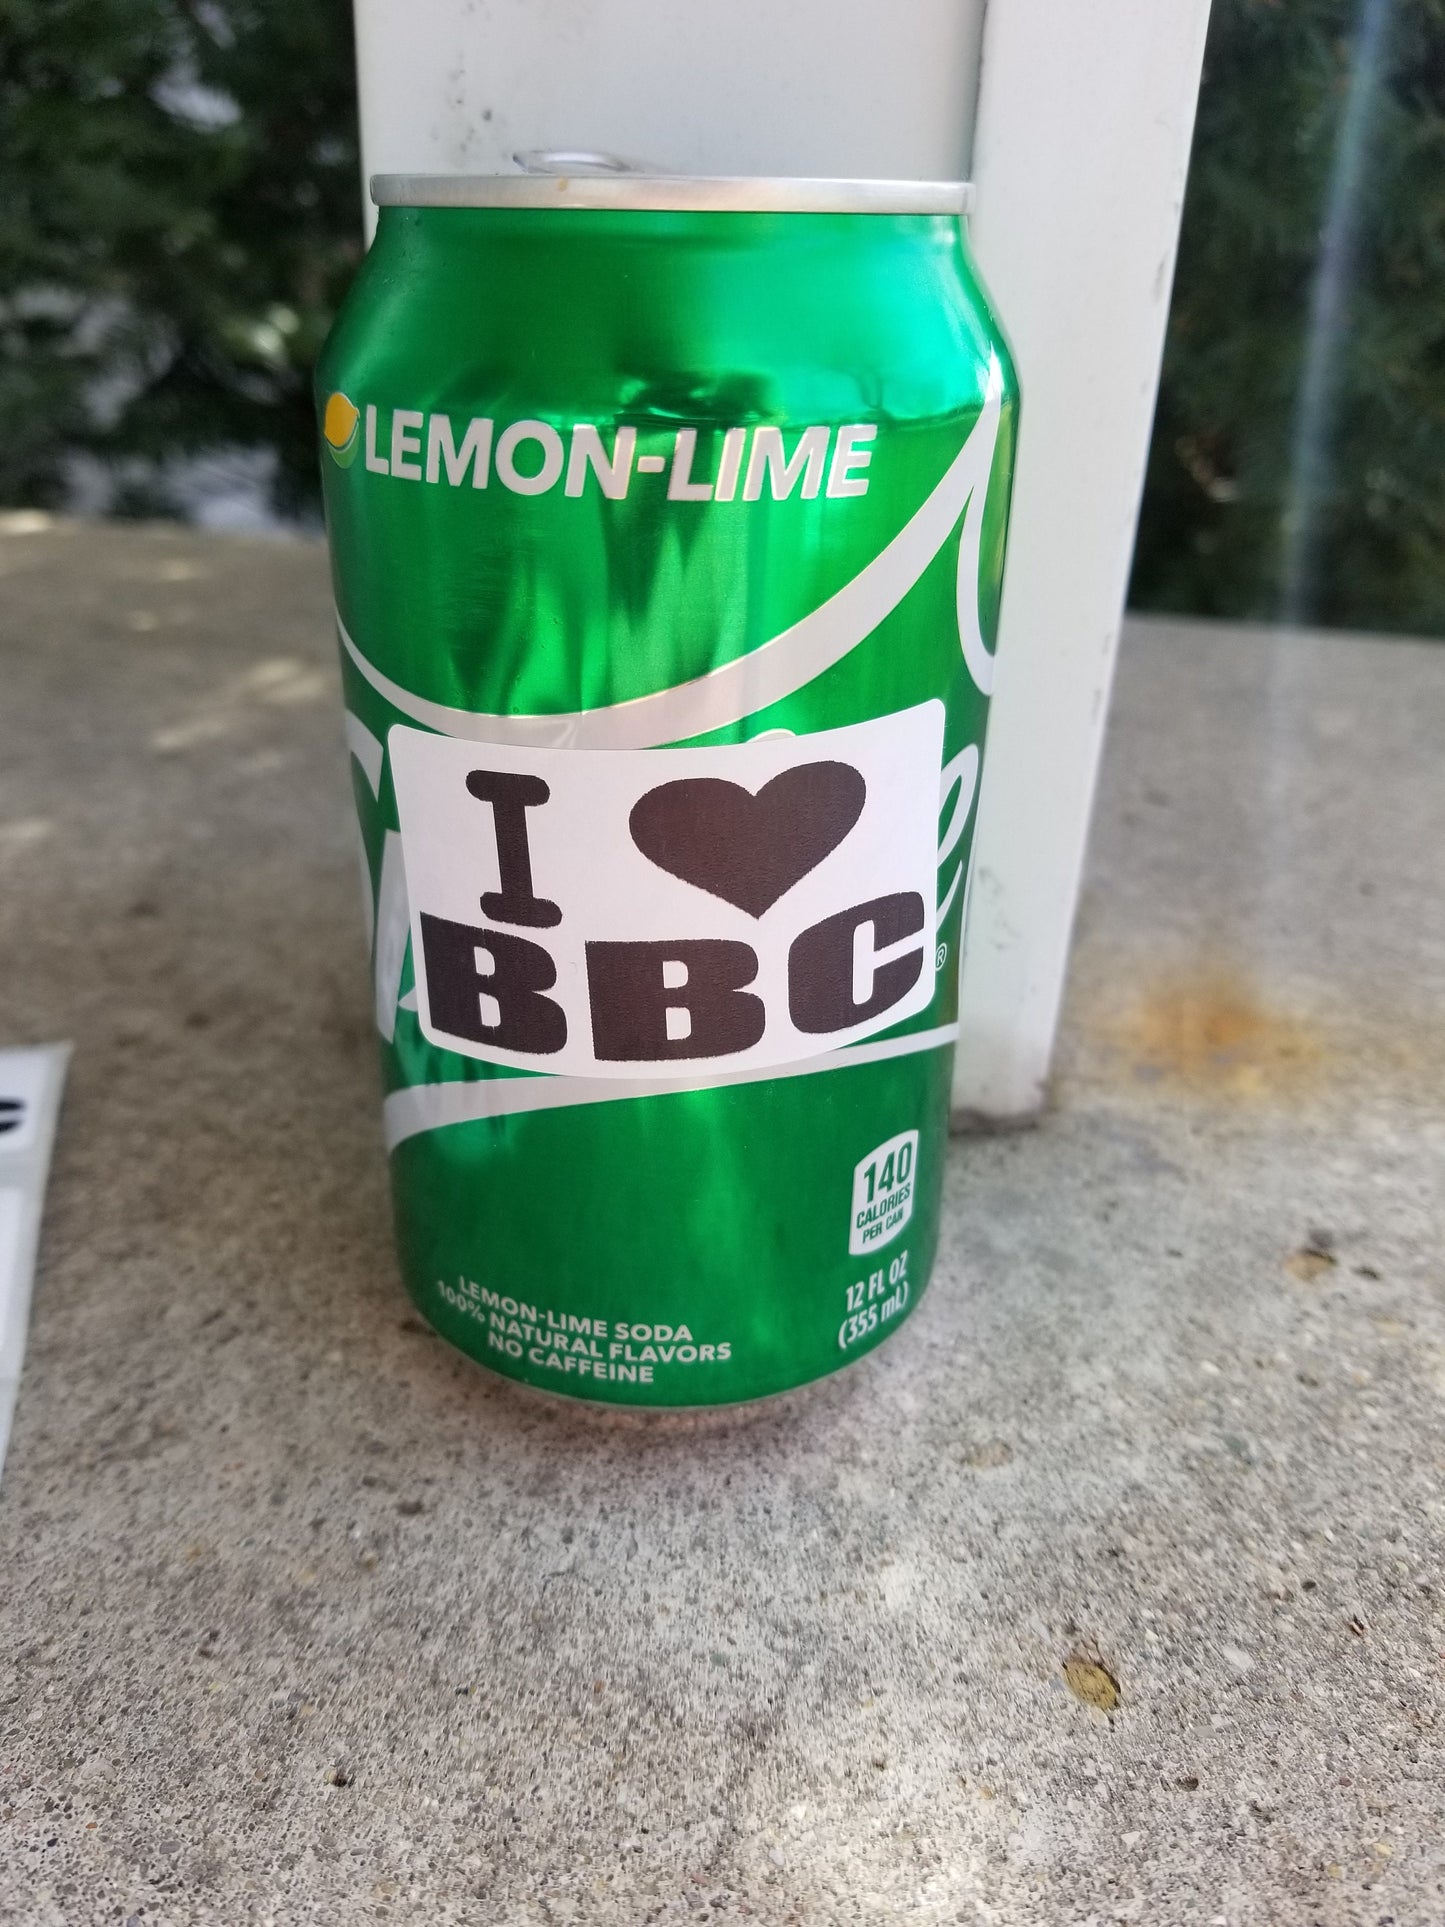 LEMON-LIME
I ♥
BBC
®
140
CALORIES
PER CAN
12 FL OZ
(355 mL)
LEMON-LIME SODA
100% NATURAL FLAVORS
NO CAFFEINE